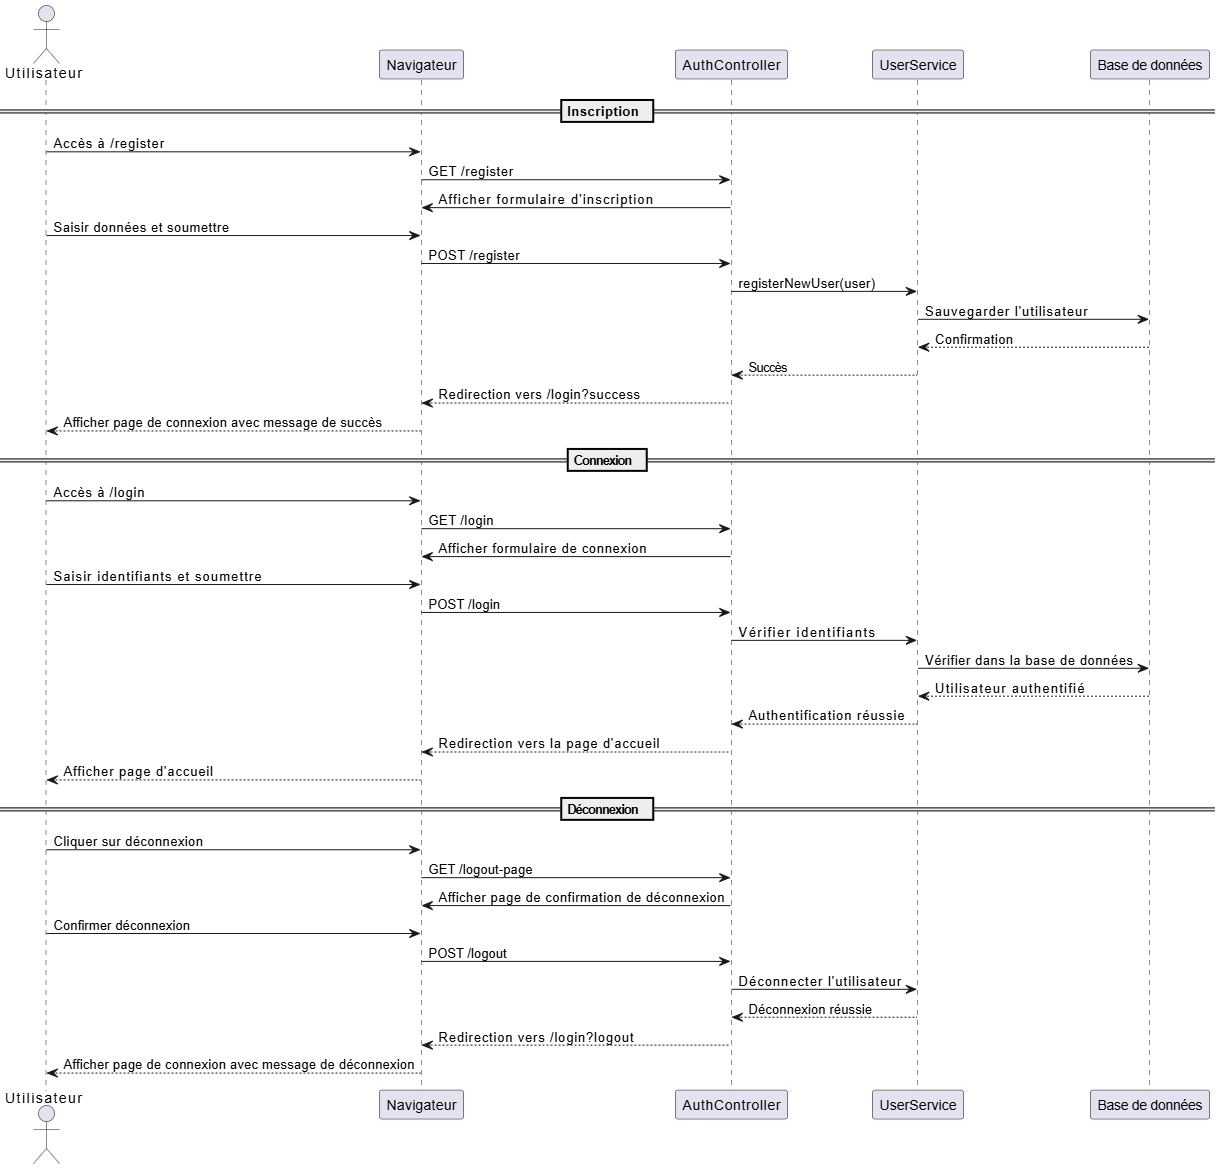 Utilisateur
Navigateur
AuthController
UserService
Base de données
Inscription
Accès à /register
GET /register
Afficher formulaire d'inscription
Saisir données et soumettre
POST /register
registerNewUser(user)
Sauvegarder l'utilisateur
Confirmation
Succès
Redirection vers /login?success
Afficher page de connexion avec message de succès
Connexion
Accès à /login
GET /login
Afficher formulaire de connexion
Saisir identifiants et soumettre
POST /login
Vérifier identifiants
Vérifier dans la base de données
Utilisateur authentifié
Authentification réussie
Redirection vers la page d'accueil
Afficher page d'accueil
Déconnexion
Cliquer sur déconnexion
GET /logout-page
Afficher page de confirmation de déconnexion
Confirmer déconnexion
POST /logout
Déconnecter l'utilisateur
Déconnexion réussie
Redirection vers /login?logout
Afficher page de connexion avec message de déconnexion
Utilisateur
Navigateur
AuthController
UserService
Base de données